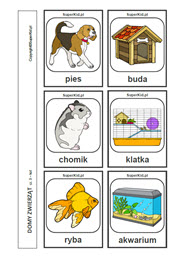 SuperKid.pl
SuperKid.pl
pies
buda
SuperKid.pl
SuperKid.pl
chomik
klatka
SuperKid.pl
SuperKid.pl
ryba
akwarium
DOMY ZWIERZĄT